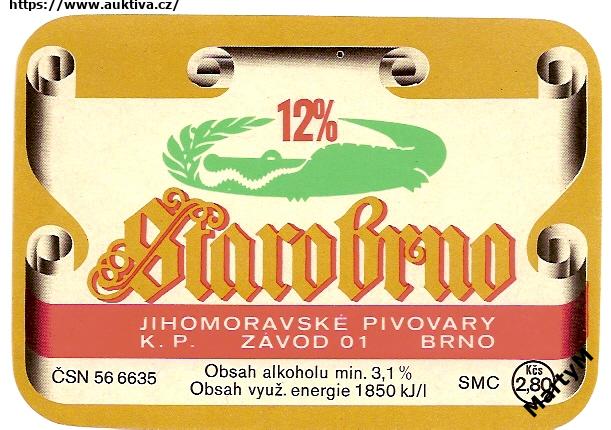 https://www.auktiva.cz/
12%
Starobrno
JIHOMORAVSKÉ PIVOVARY
K. P. ZÁVOD 01 BRNO
ČSN 56 6635
Obsah alkoholu min. 3,1 %
Obsah využ. energie 1850 kJ/l
SMC
Kčs
2,80
MartyM